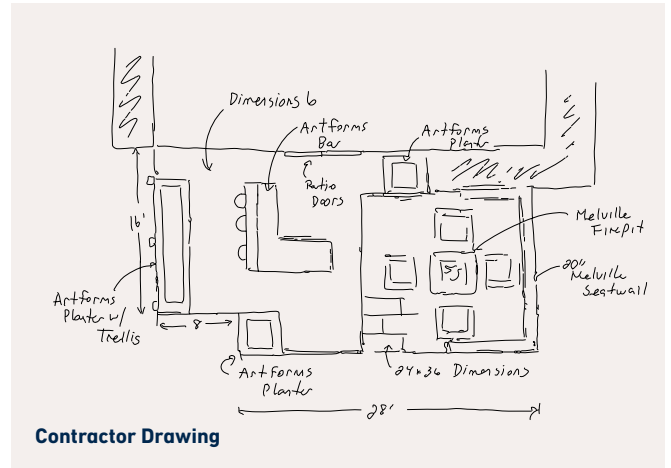 Dimensions 6
Artforms
Bar
Artforms
Planter
Patio
Doors
16'
Melville
Firepit
20"
Melville
Seatwall
Artforms
Planter w/
Trellis
8
Artforms
Planter
24x36 Dimensions
28'
Contractor Drawing